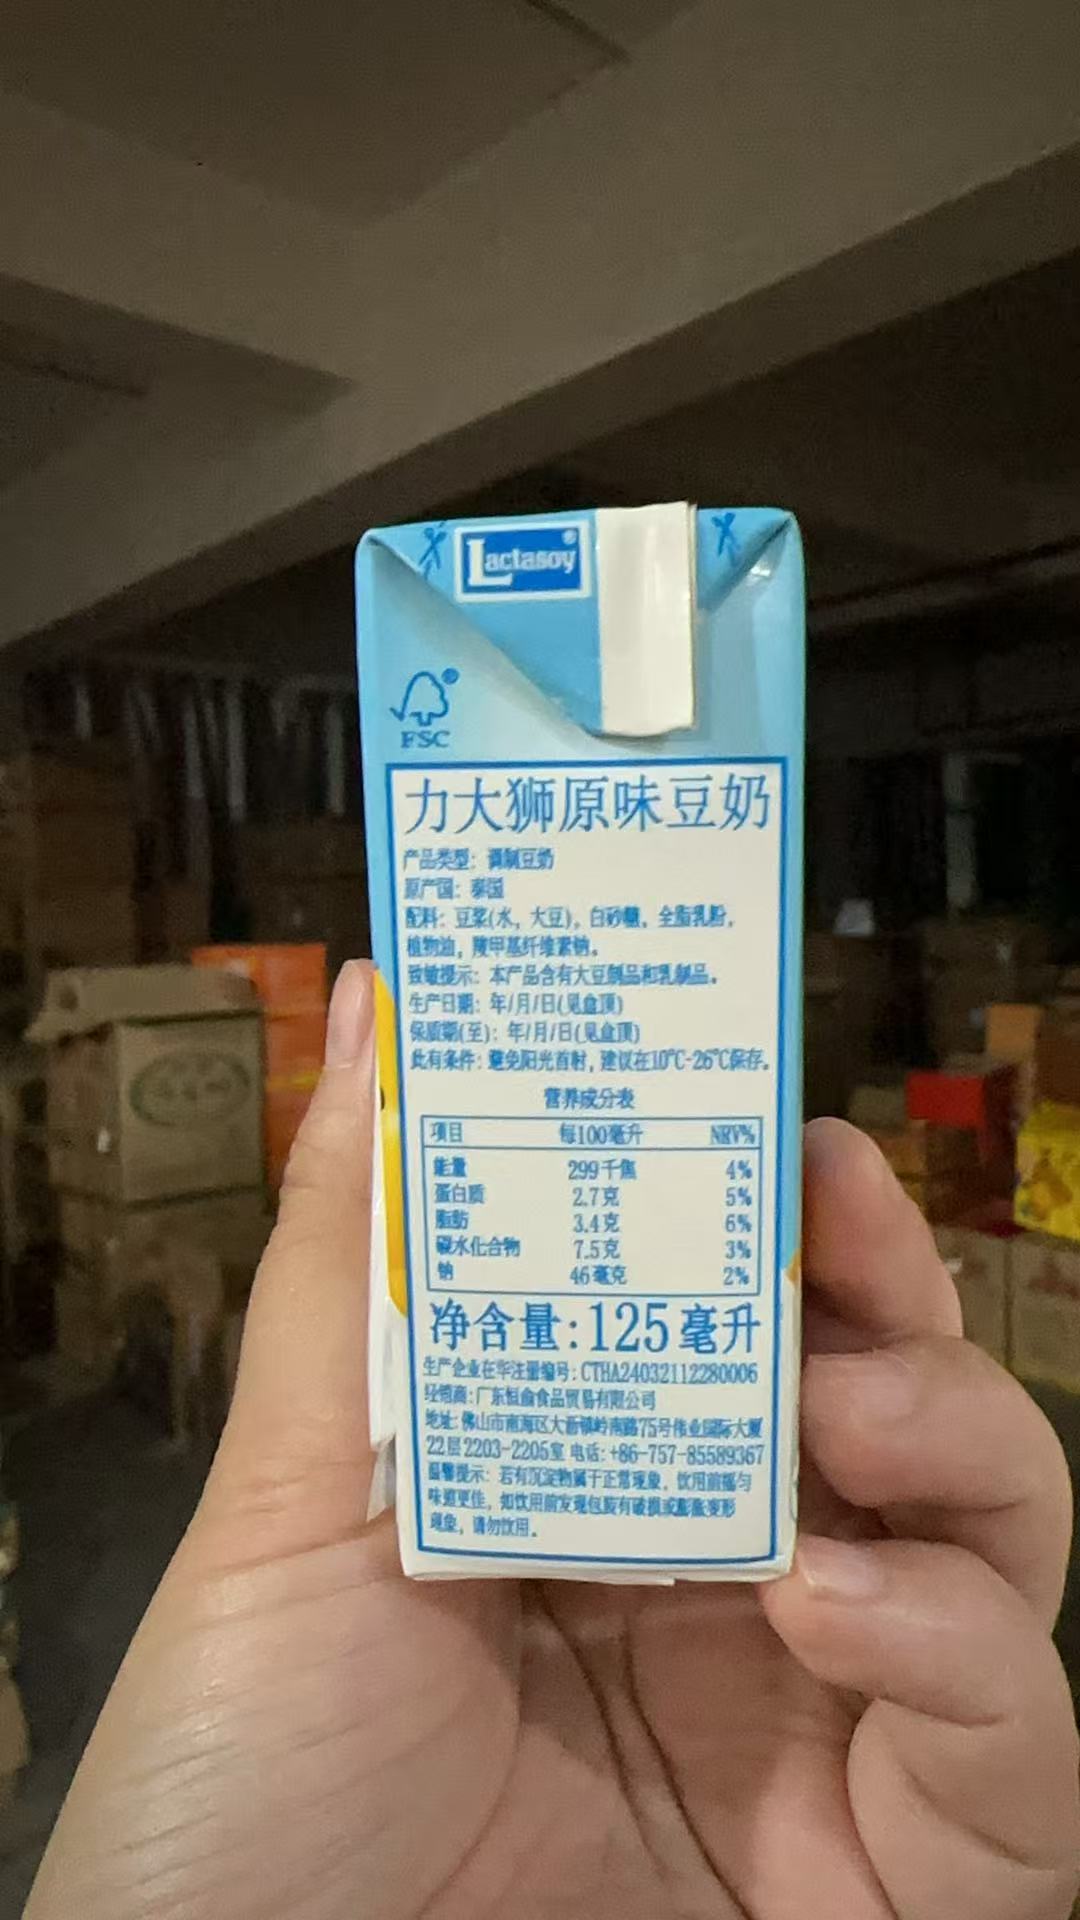 Lactasoy®
FSC®
力大狮原味豆奶
产品类型：调制豆奶
原产国：泰国
配料：豆浆(水，大豆)，白砂糖，全脂乳粉，
植物油，羧甲基纤维素钠。
致敏提示：本产品含有大豆制品和乳制品。
生产日期：年/月/日(见盒顶)
保质期(至)：年/月/日(见盒顶)
此有条件：避免阳光首射，建议在10℃-26℃保存。
营养成分表
项目 每100毫升 NRV%
能量 299千焦 4%
蛋白质 2.7克 5%
脂肪 3.4克 6%
碳水化合物 7.5克 3%
钠 46毫克 2%
净含量:125毫升
生产企业在华注册编号:CTHA24032112280006
经销商:广东恒俞食品贸易有限公司
地址:佛山市南海区大沥镇岭南路75号伟业国际大厦
22层2203-2205室 电话:+86-757-85589367
温馨提示：若有沉淀物属于正常现象，饮用前摇匀
味道更佳，如饮用前发现包装有破损或膨胀变形
现象，请勿饮用。